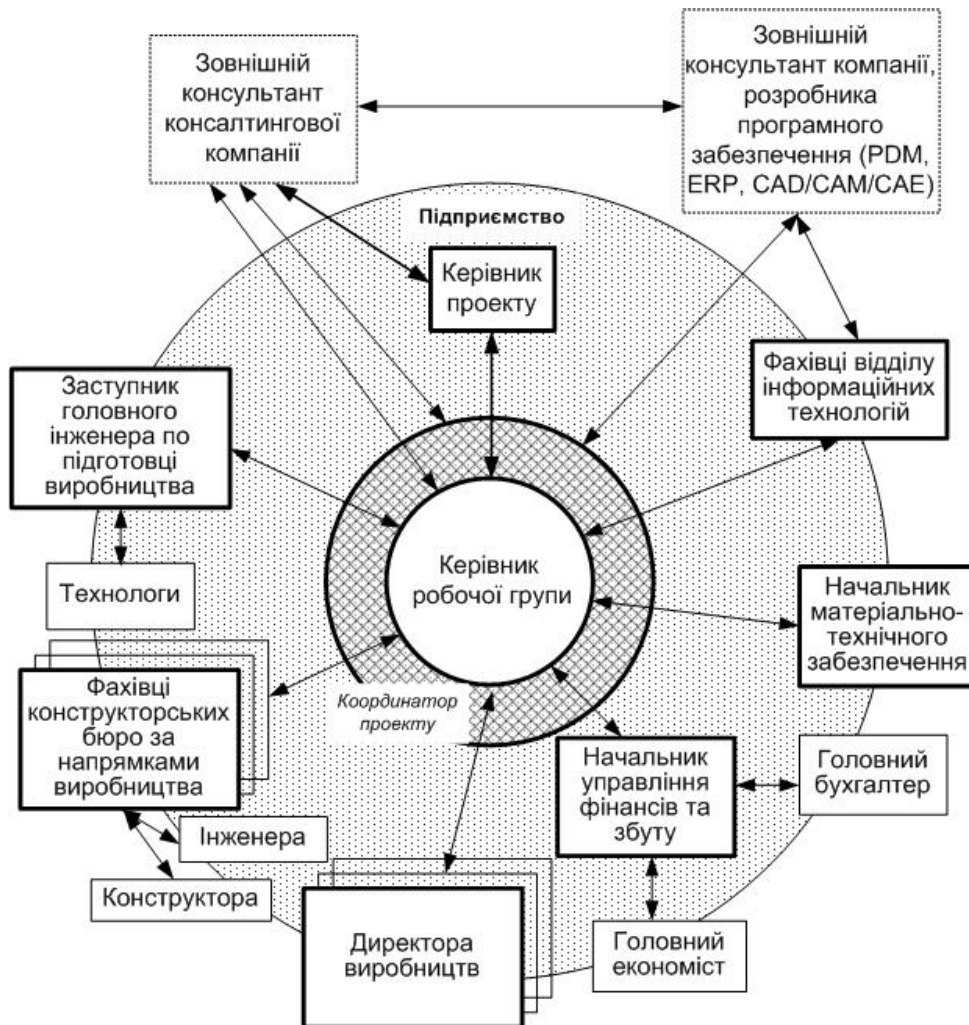 Зовнішній
консультант
консалтингової
компанії
Зовнішній
консультант компанії,
розробника
програмного
забезпечення (PDM,
ERP, CAD/CAM/CAE)
Підприємство
Керівник
проекту
Фахівці відділу
інформаційних
технологій
Заступник
головного
інженера по
підготовці
виробництва
Керівник
робочої групи
Технологи
Начальник
матеріально-
технічного
забезпечення
Фахівці
конструкторських
бюро за
напрямками
виробництва
Координатор
проекту
Начальник
управління
фінансів та
збуту
Головний
бухгалтер
Інженера
Конструктора
Директора
виробництв
Головний
економіст